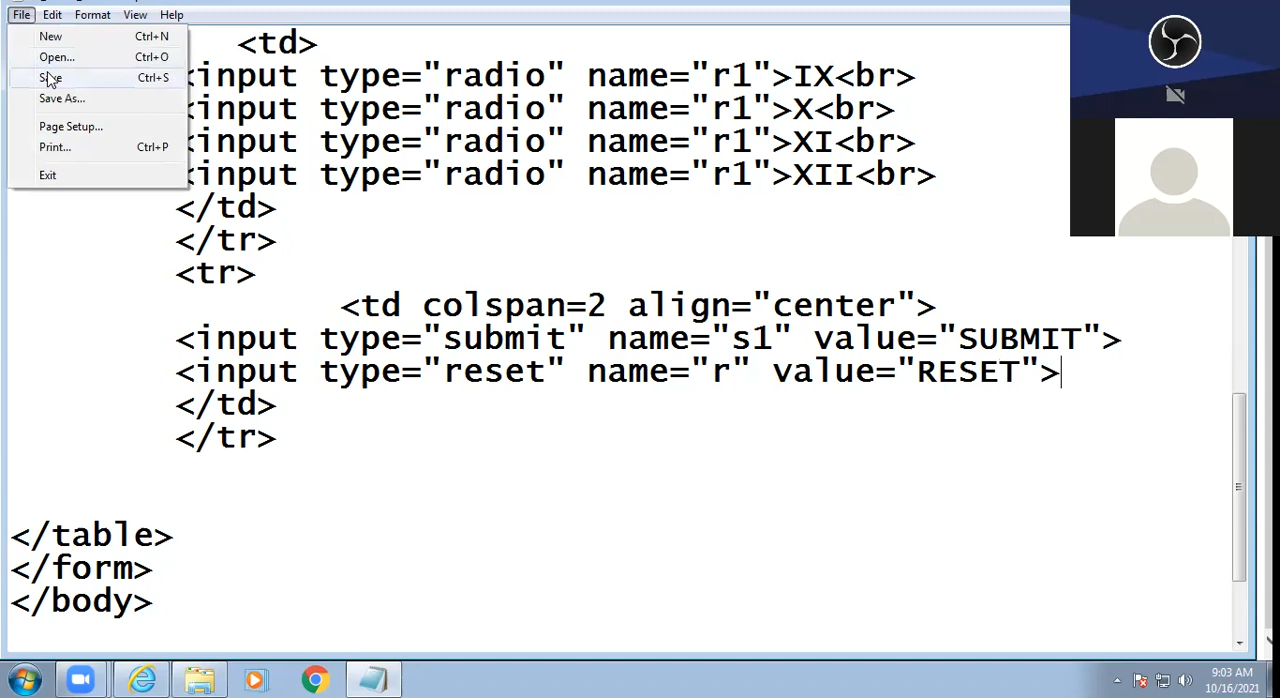 File Edit Format View Help
New Ctrl+N
Open... Ctrl+O
Save Ctrl+S
Save As...
Page Setup...
Print... Ctrl+P
Exit
<td>
<input type="radio" name="r1">IX<br>
<input type="radio" name="r1">X<br>
<input type="radio" name="r1">XI<br>
<input type="radio" name="r1">XII<br>
</td>
</tr>
<tr>
<td colspan=2 align="center">
<input type="submit" name="s1" value="SUBMIT">
<input type="reset" name="r" value="RESET">
</td>
</tr>
</table>
</form>
</body>
9:03 AM
10/16/2021